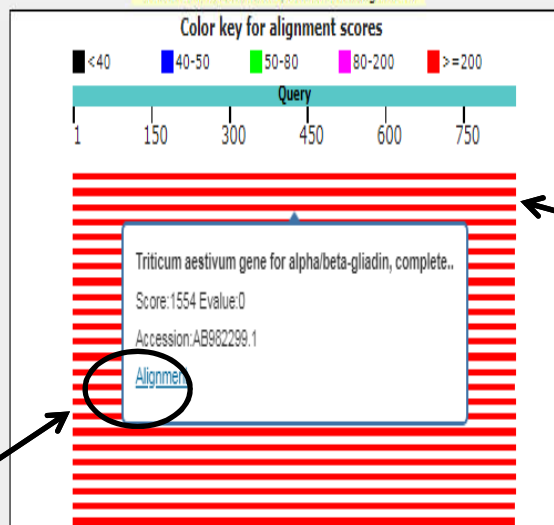 Color key for alignment scores
<40 40-50 50-80 80-200 >=200
Query
1 150 300 450 600 750
Triticum aestivum gene for alpha/beta-gliadin, complete..
Score:1554 Evalue:0
Accession:AB982299.1
Alignment